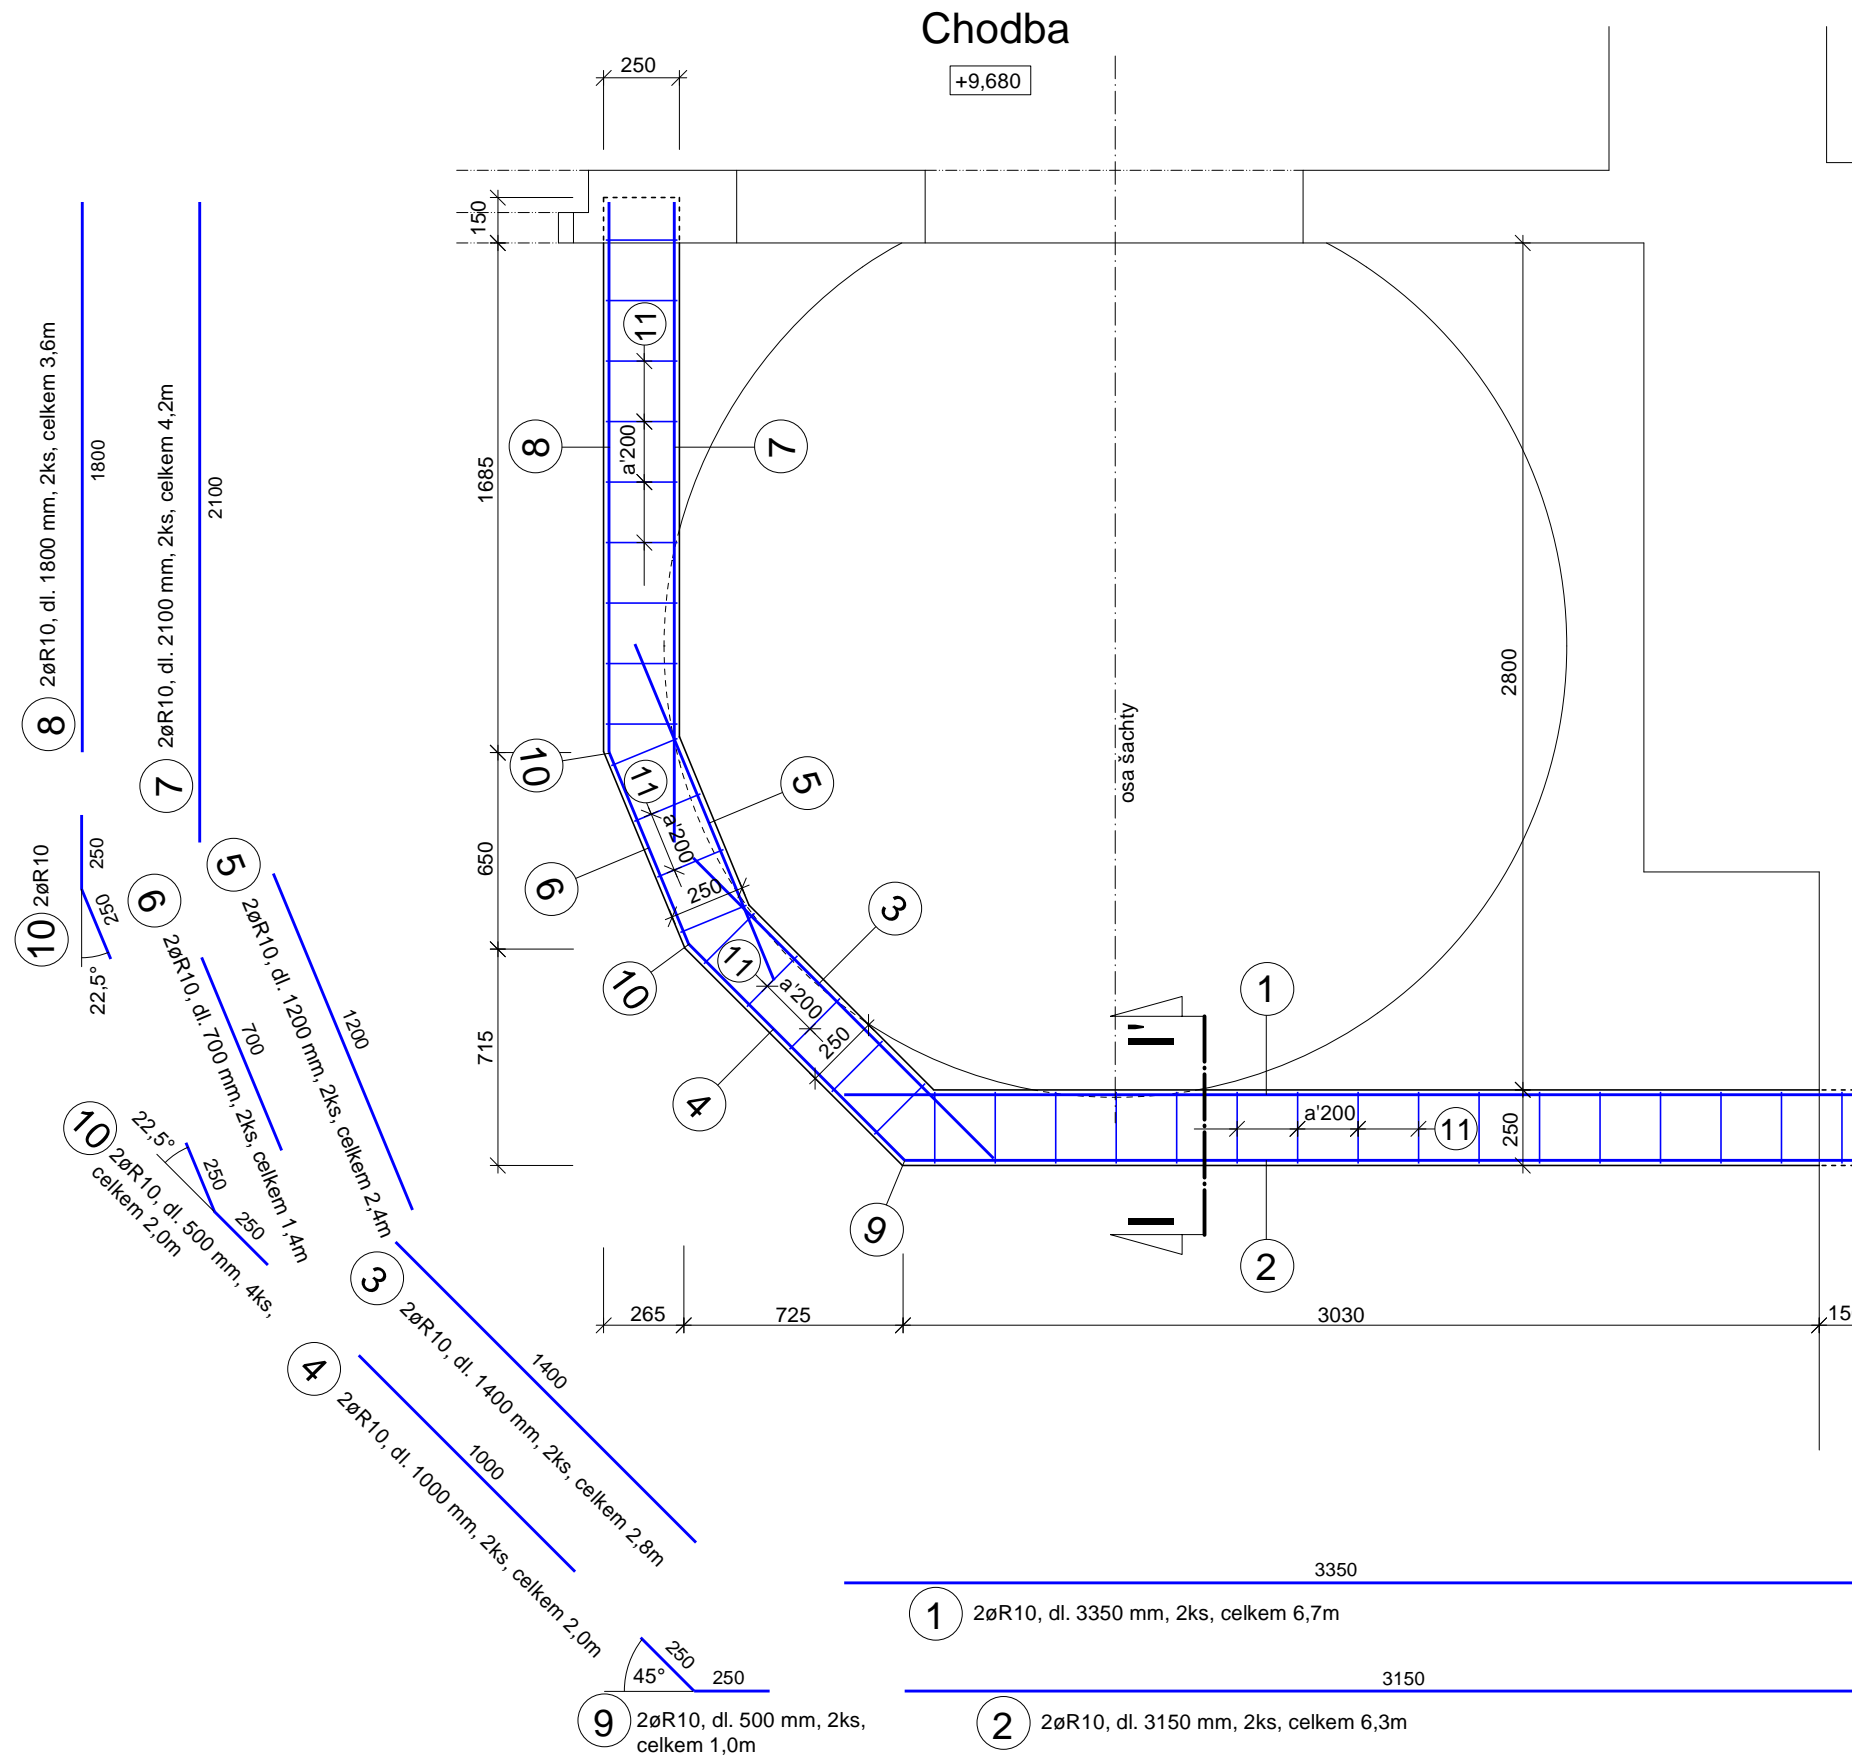 Chodba
+9,680
250
150
1685
650
715
11
a'200
8
7
10
11
a'200
5
6
250
3
10
11
a'200
250
4
1
a'200
11
250
2800
osa šachty
9
2
265
725
3030
8
2øR10, dl. 1800 mm, 2ks, celkem 3,6m
1800
7
2øR10, dl. 2100 mm, 2ks, celkem 4,2m
2100
10
2øR10
250
250
22,5°
6
2øR10, dl. 700 mm, 2ks, celkem 1,4m
700
5
2øR10, dl. 1200 mm, 2ks, celkem 2,4m
1200
10
22,5°
250
250
2øR10, dl. 500 mm, 4ks,
celkem 2,0m
3
2øR10, dl. 1400 mm, 2ks, celkem 2,8m
1400
4
2øR10, dl. 1000 mm, 2ks, celkem 2,0m
1000
3350
1
2øR10, dl. 3350 mm, 2ks, celkem 6,7m
250
45°
250
9
2øR10, dl. 500 mm, 2ks,
celkem 1,0m
3150
2
2øR10, dl. 3150 mm, 2ks, celkem 6,3m